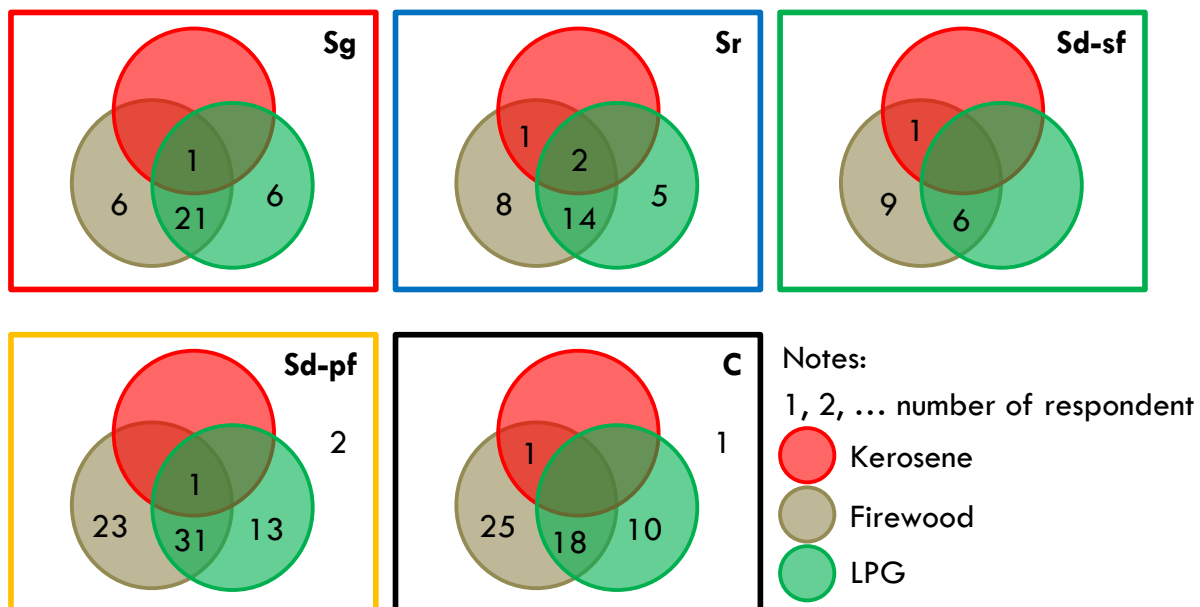 Sg
1
6
6
21
Sr
1
2
8
5
14
Sd-sf
1
9
6
Sd-pf
2
1
23
13
31
C
1
1
25
10
18
Notes:
1, 2, ... number of respondent
Kerosene
Firewood
LPG